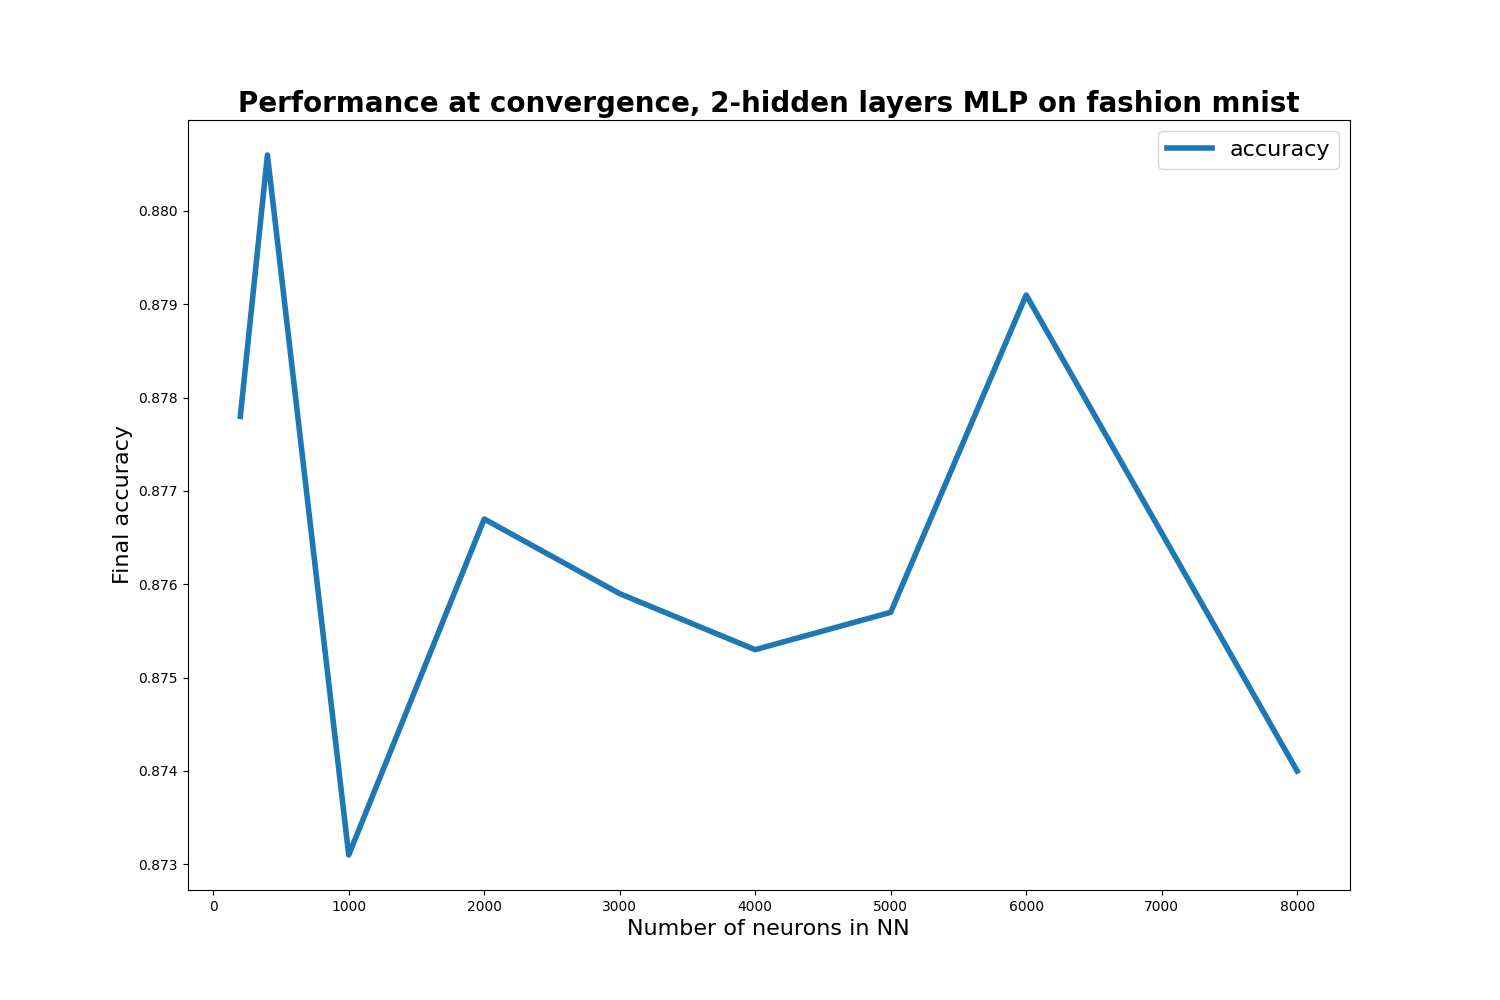 Performance at convergence, 2-hidden layers MLP on fashion mnist
accuracy
0.880
0.879
0.878
0.877
0.876
0.875
0.874
0.873
Final accuracy
0 1000 2000 3000 4000 5000 6000 7000 8000
Number of neurons in NN